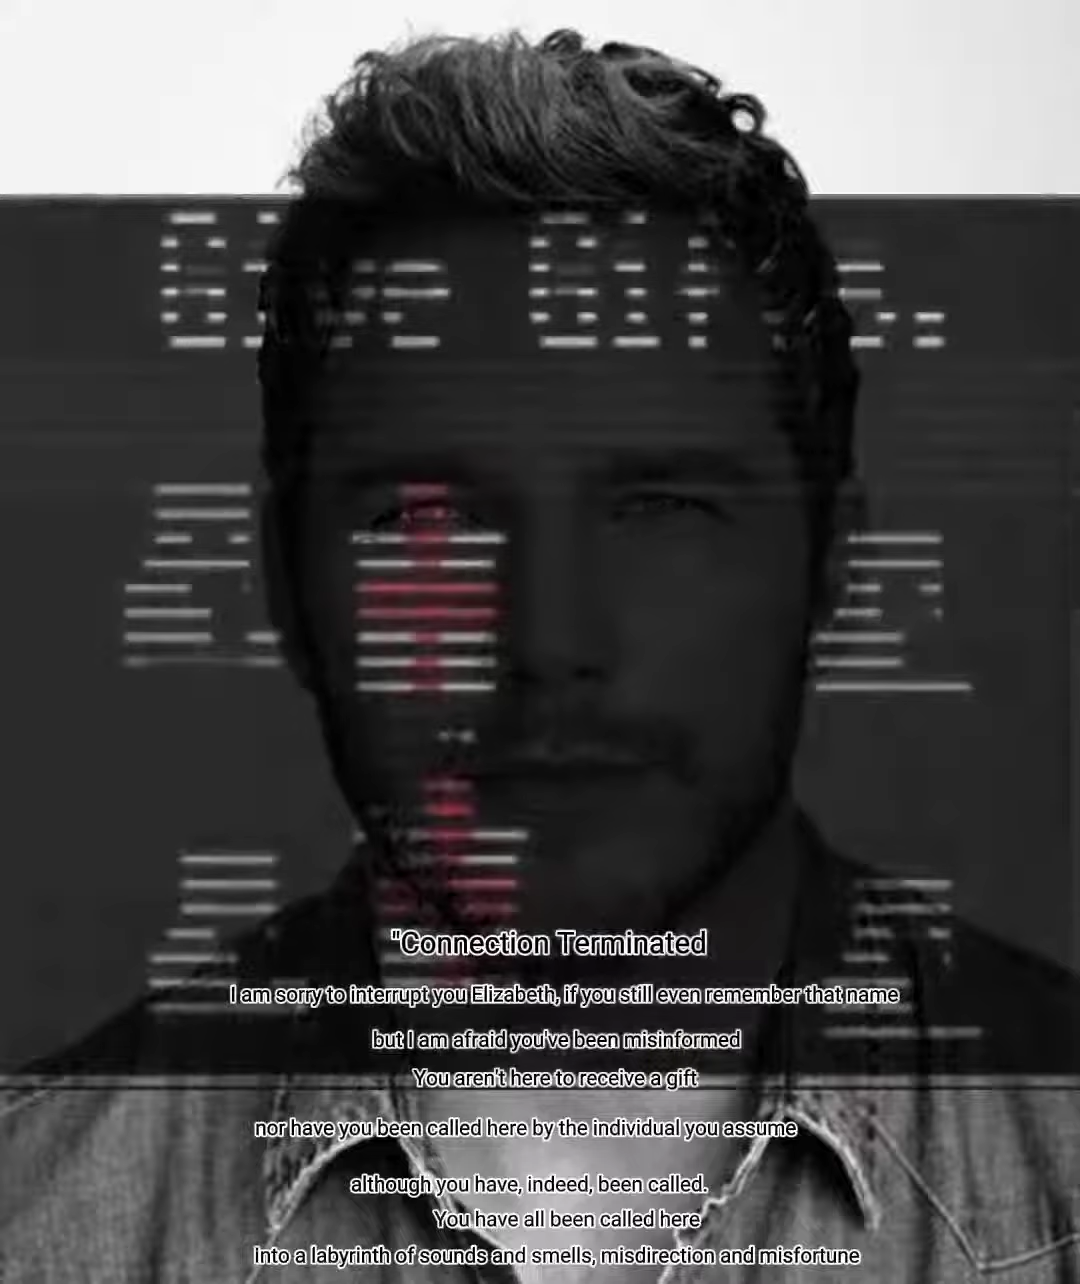 Give Gifts.
"Connection Terminated
I am sorry to interrupt you Elizabeth, if you still even remember that name
but I am afraid you've been misinformed
You aren't here to receive a gift
nor have you been called here by the individual you assume
although you have, indeed, been called.
You have all been called here
Into a labyrinth of sounds and smells, misdirection and misfortune